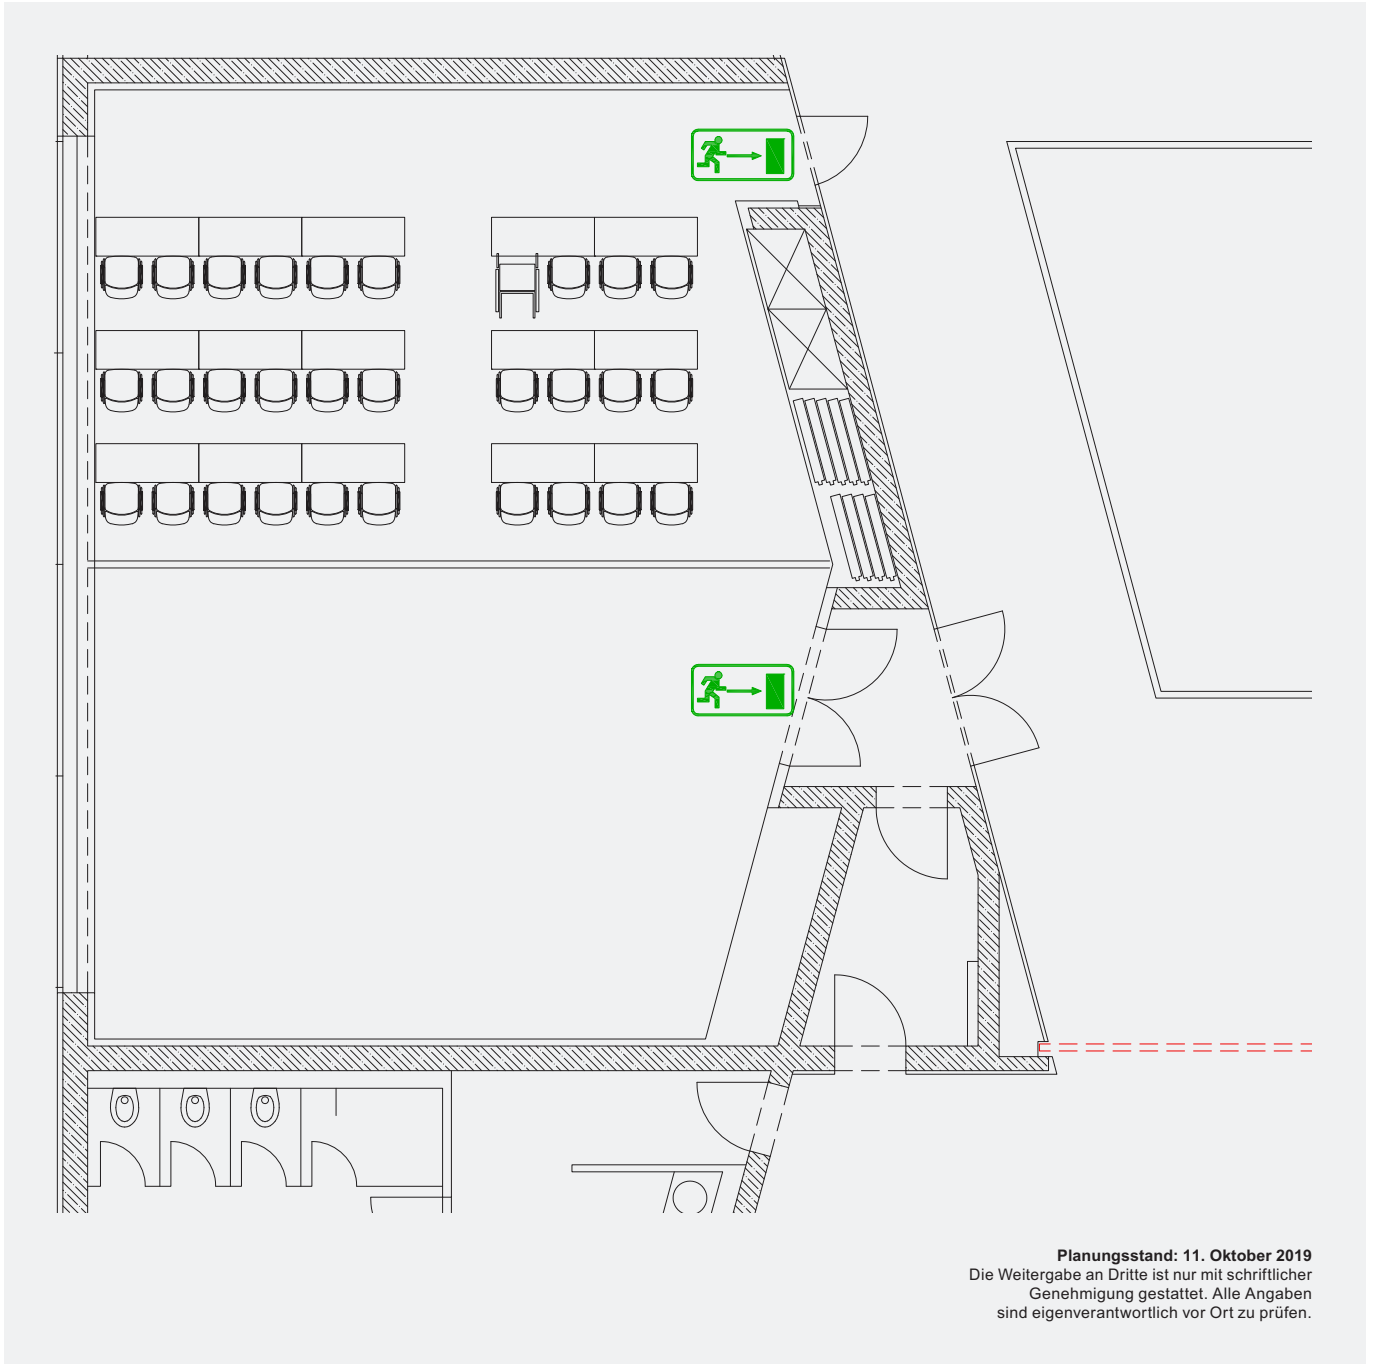 Planungsstand: 11. Oktober 2019
Die Weitergabe an Dritte ist nur mit schriftlicher
Genehmigung gestattet. Alle Angaben
sind eigenverantwortlich vor Ort zu prüfen.